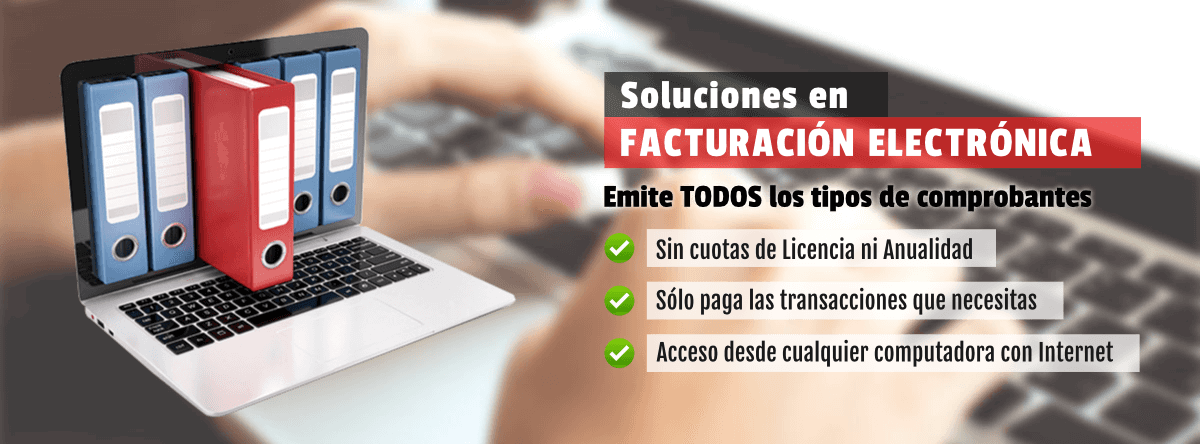 Soluciones en
FACTURACIÓN ELECTRÓNICA
Emite TODOS los tipos de comprobantes
Sin cuotas de Licencia ni Anualidad
Sólo paga las transacciones que necesitas
Acceso desde cualquier computadora con Internet